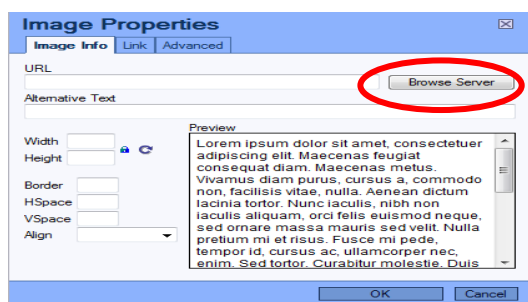 Image Properties
Image Info Link Advanced
URL
Browse Server
Alternative Text
Preview
Width
Height
Border
HSpace
VSpace
Align
Lorem ipsum dolor sit amet, consectetuer
adipiscing elit. Maecenas feugiat
consequat diam. Maecenas metus.
Vivamus diam purus, cursus a, commodo
non, facilisis vitae, nulla. Aenean dictum
lacinia tortor. Nunc iaculis, nibh non
iaculis aliquam, orci felis euismod neque,
sed ornare massa mauris sed velit. Nulla
pretium mi et risus. Fusce mi pede,
tempor id, cursus ac, ullamcorper nec,
enim. Sed tortor. Curabitur molestie. Duis
OK Cancel